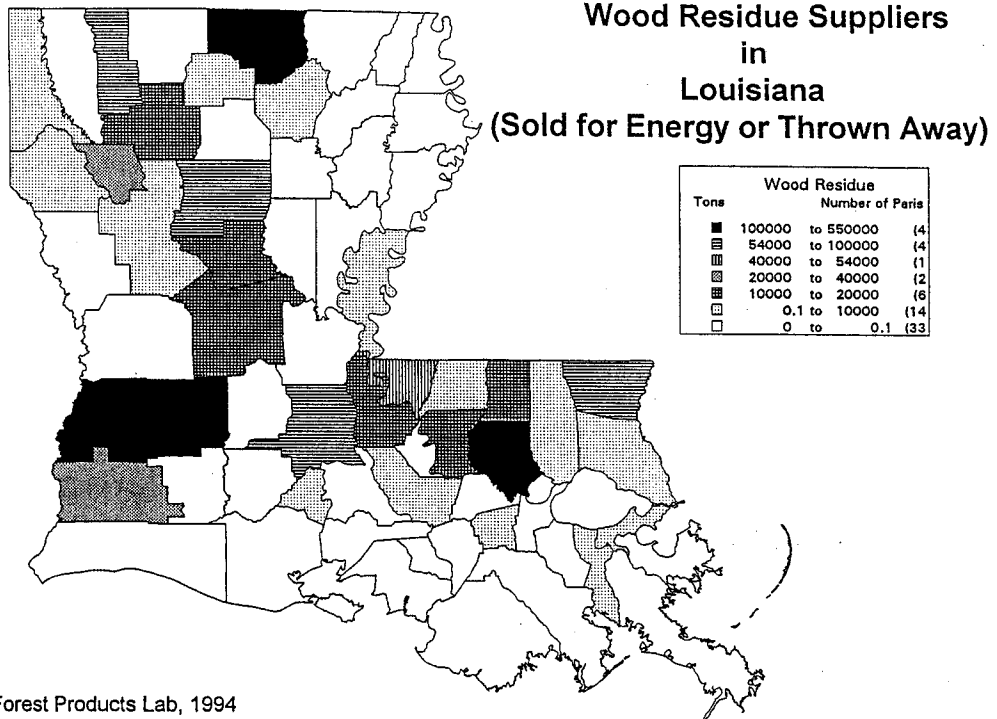 Wood Residue Suppliers
in
Louisiana
(Sold for Energy or Thrown Away)
Wood Residue
Tons Number of Paris
100000 to 550000 (4
54000 to 100000 (4
40000 to 54000 (1
20000 to 40000 (2
10000 to 20000 (6
0.1 to 10000 (14
0 to 0.1 (33
Forest Products Lab, 1994